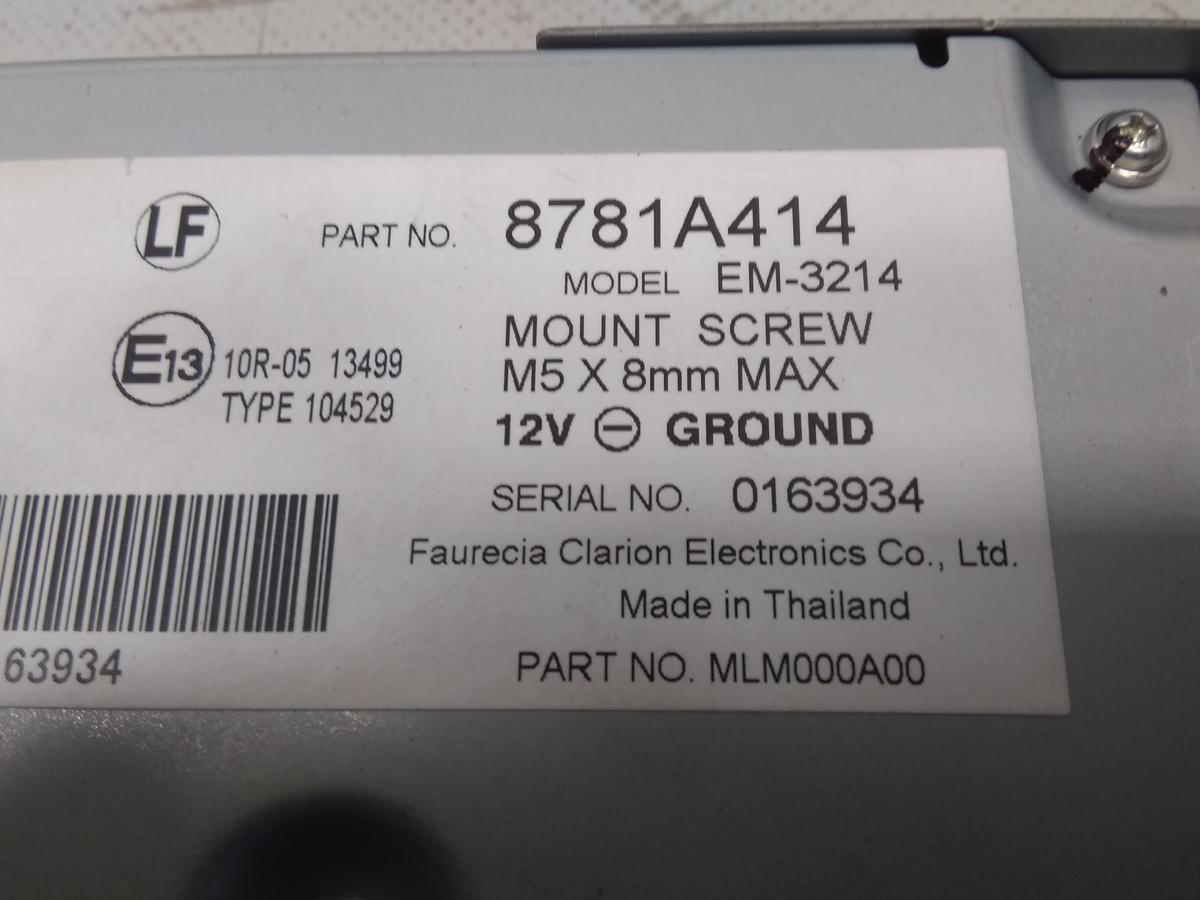 LF
PART NO. 8781A414
MODEL EM-3214
MOUNT SCREW
M5 X 8mm MAX
E13 10R-05 13499
TYPE 104529
12V ⊖ GROUND
SERIAL NO. 0163934
Faurecia Clarion Electronics Co., Ltd.
Made in Thailand
63934
PART NO. MLM000A00